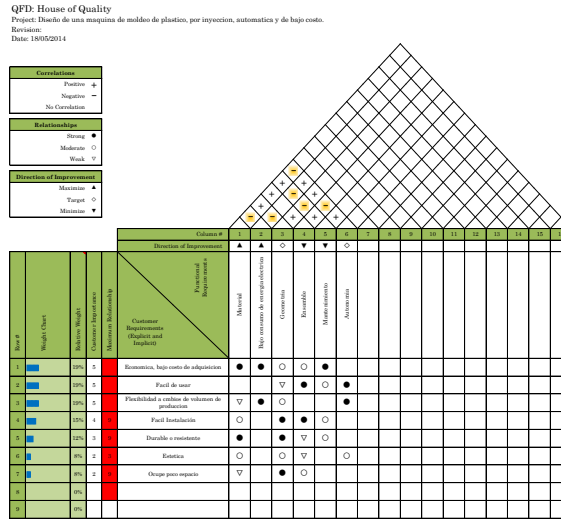 QFD: House of Quality
Project: Diseño de una maquina de moldeo de plastico, por inyeccion, automatica y de bajo costo.
Revision:
Date: 18/05/2014
Correlations
Positive +
Negative −
No Correlation
Relationships
Strong ●
Moderate ○
Weak ▽
Direction of Improvement
Maximize ▲
Target ◇
Minimize ▼
Column # 1 2 3 4 5 6 7 8 9 10 11 12 13 14 15
Direction of Improvement ▲ ▲ ◇ ▼ ▼ ◇
Row #
Weight Chart
Relative Weight
Customer Importance
Maximum Relationship
Customer
Requirements
(Explicit and
Implicit)
Functional
Requirements
Material
Bajo consumo de energia electrica
Geometria
Ensamble
Mantenimiento
Autonomia
1 19% 5 Economica, bajo costo de adquisicion ● ● ○ ○ ●
2 19% 5 Facil de usar ▽ ● ○ ●
3 19% 5 Flexibilidad a cmbios de volumen de
produccion ▽ ● ○ ●
4 15% 4 Facil Instalación ○ ● ● ○
5 12% 3 Durable o resistente ● ● ▽ ○
6 8% 2 Estetica ○ ○ ▽ ○
7 8% 2 Ocupe poco espacio ▽ ● ○
8 0%
9 0%